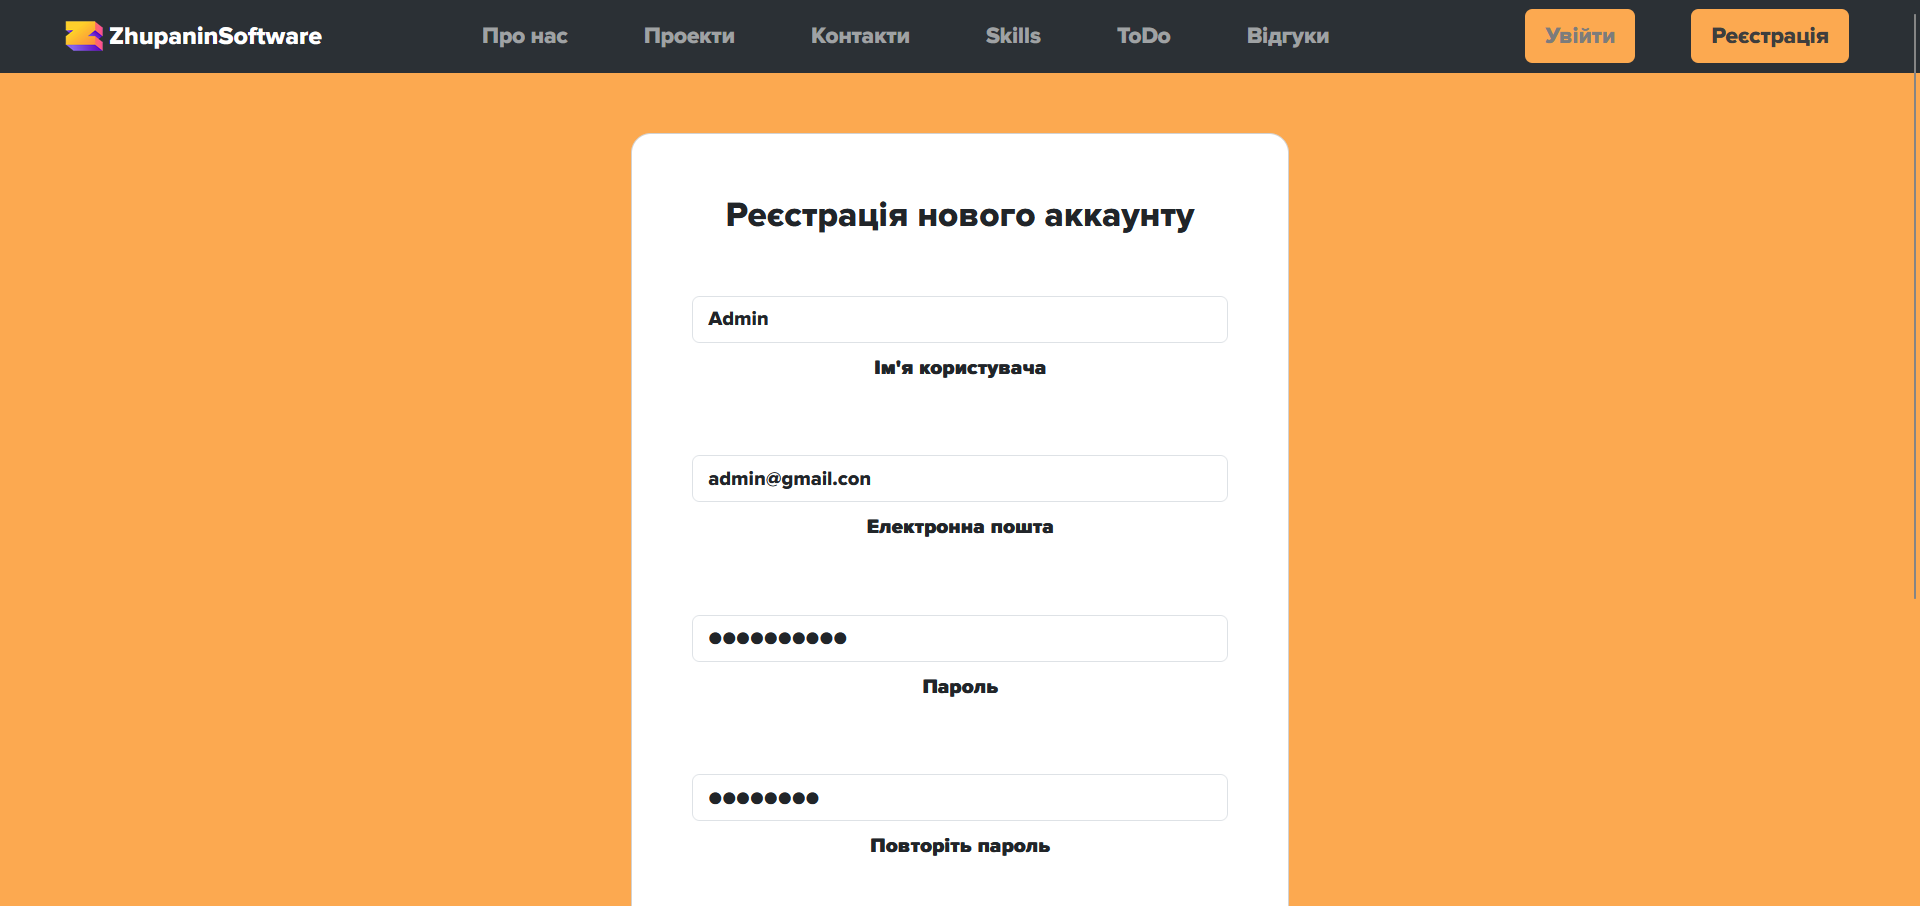 ZhupaninSoftware Про нас Проекти Контакти Skills ToDo Відгуки Увійти Реєстрація
Реєстрація нового аккаунту
Admin
Ім'я користувача
admin@gmail.con
Електронна пошта
●●●●●●●●●●
Пароль
●●●●●●●●
Повторіть пароль